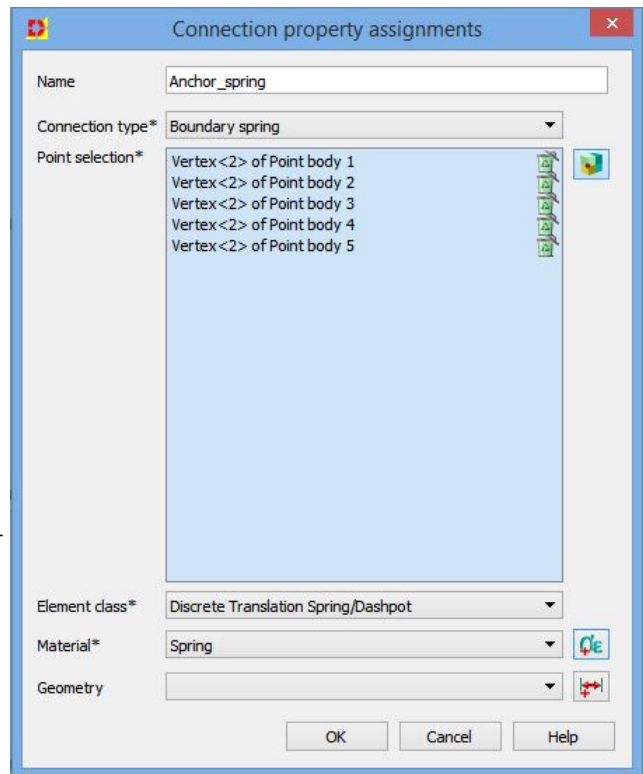 Connection property assignments
Name
Anchor_spring
Connection type*
Boundary spring
Point selection*
Vertex<2> of Point body 1
Vertex<2> of Point body 2
Vertex<2> of Point body 3
Vertex<2> of Point body 4
Vertex<2> of Point body 5
Element class*
Discrete Translation Spring/Dashpot
Material*
Spring
Geometry
OK
Cancel
Help